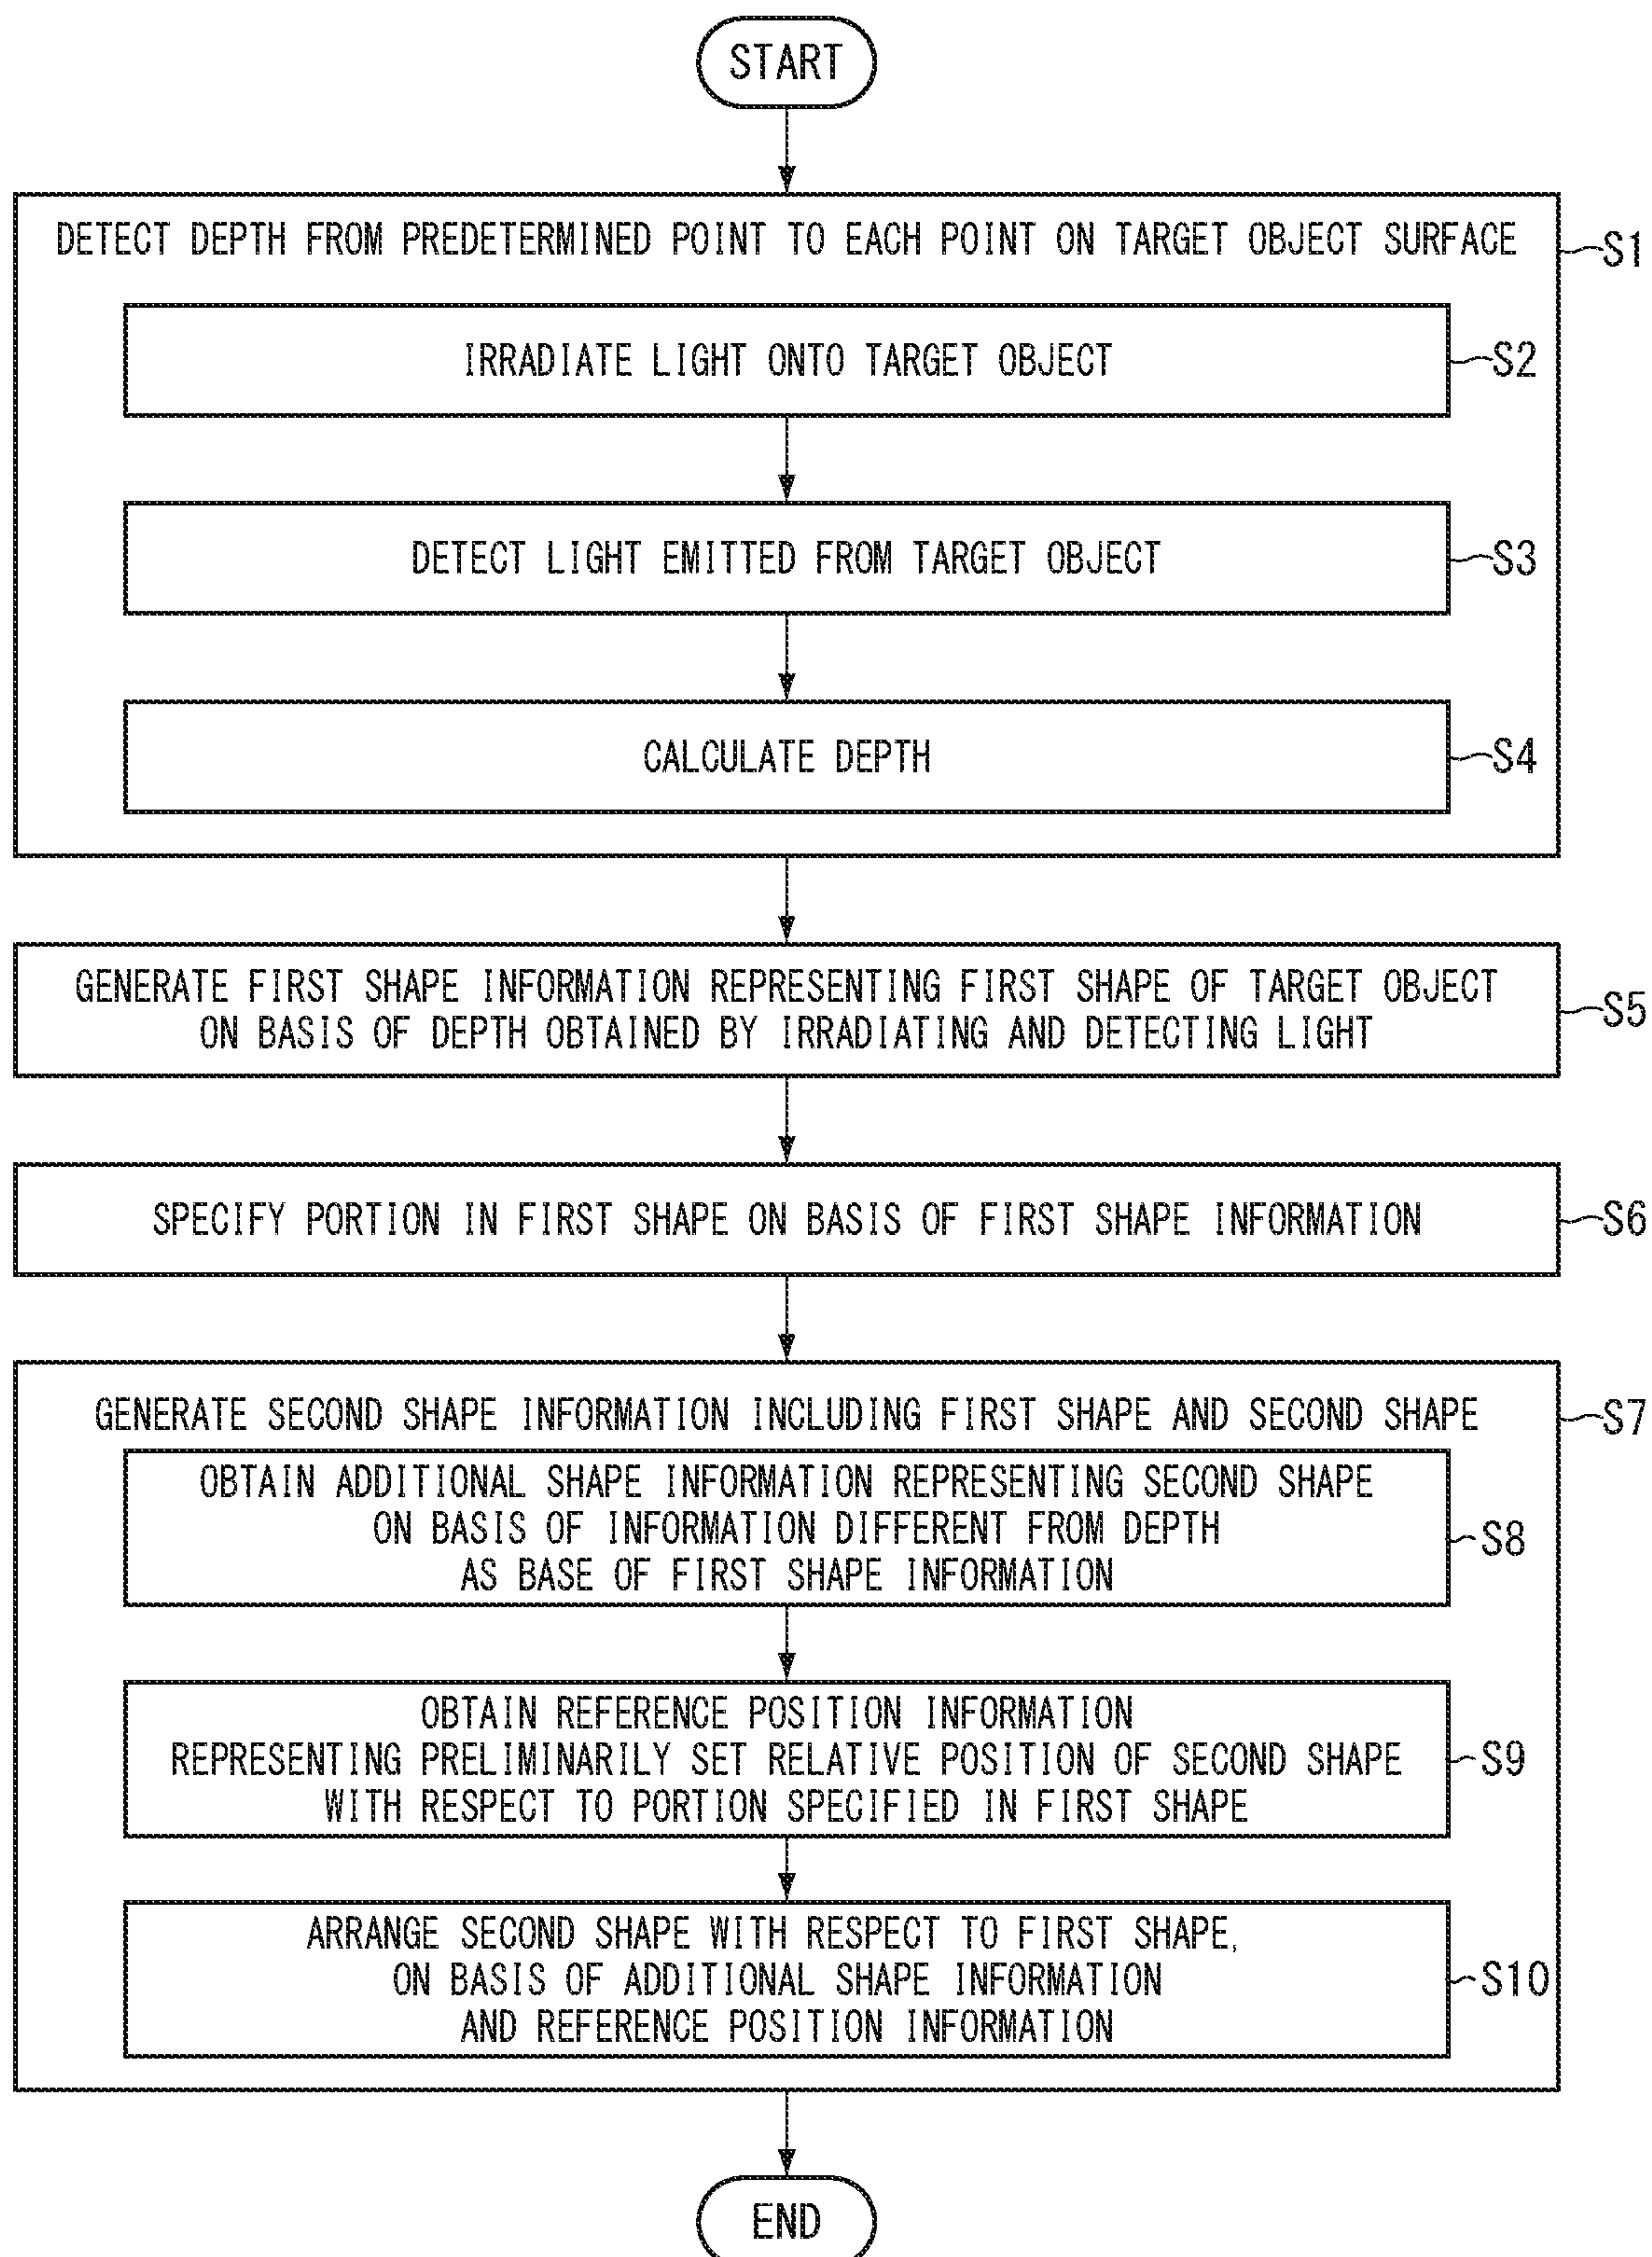 START
DETECT DEPTH FROM PREDETERMINED POINT TO EACH POINT ON TARGET OBJECT SURFACE
S1
IRRADIATE LIGHT ONTO TARGET OBJECT
S2
DETECT LIGHT EMITTED FROM TARGET OBJECT
S3
CALCULATE DEPTH
S4
GENERATE FIRST SHAPE INFORMATION REPRESENTING FIRST SHAPE OF TARGET OBJECT
ON BASIS OF DEPTH OBTAINED BY IRRADIATING AND DETECTING LIGHT
S5
SPECIFY PORTION IN FIRST SHAPE ON BASIS OF FIRST SHAPE INFORMATION
S6
GENERATE SECOND SHAPE INFORMATION INCLUDING FIRST SHAPE AND SECOND SHAPE
S7
OBTAIN ADDITIONAL SHAPE INFORMATION REPRESENTING SECOND SHAPE
ON BASIS OF INFORMATION DIFFERENT FROM DEPTH
AS BASE OF FIRST SHAPE INFORMATION
S8
OBTAIN REFERENCE POSITION INFORMATION
REPRESENTING PRELIMINARILY SET RELATIVE POSITION OF SECOND SHAPE
WITH RESPECT TO PORTION SPECIFIED IN FIRST SHAPE
S9
ARRANGE SECOND SHAPE WITH RESPECT TO FIRST SHAPE,
ON BASIS OF ADDITIONAL SHAPE INFORMATION
AND REFERENCE POSITION INFORMATION
S10
END